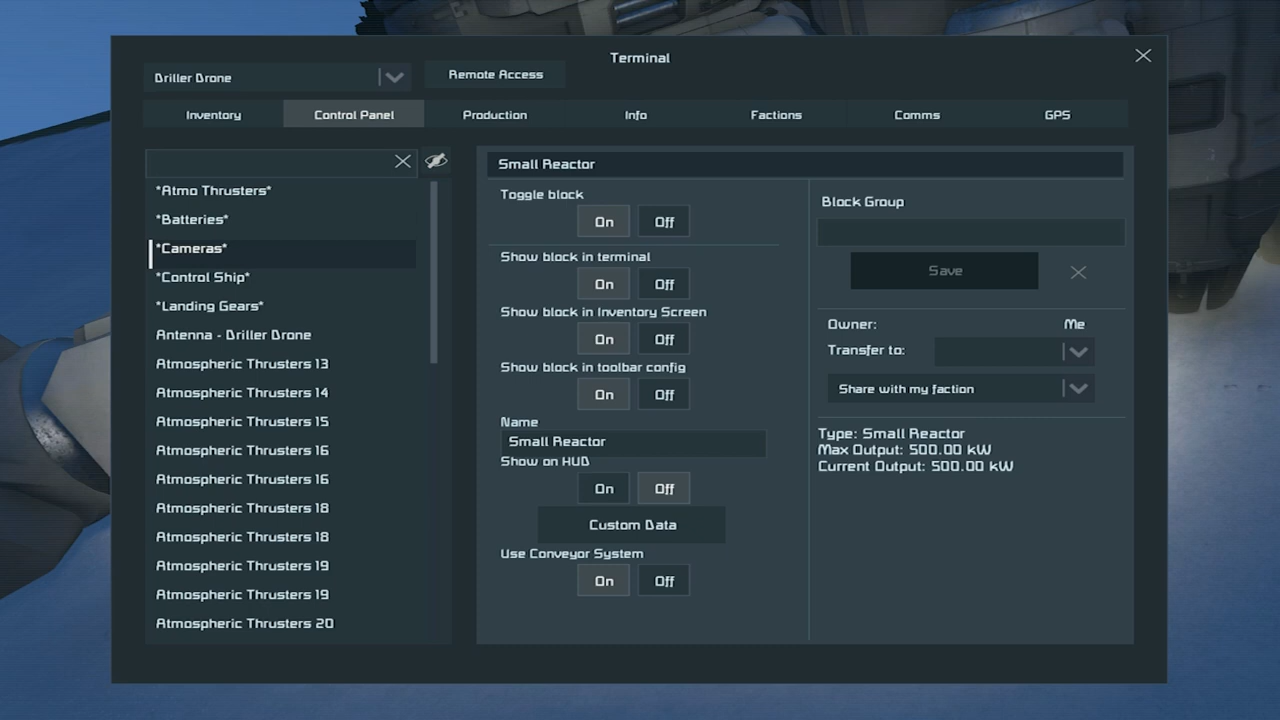 Terminal
Driller Drone
Remote Access
Inventory
Control Panel
Production
Info
Factions
Comms
GPS
*Atmo Thrusters*
*Batteries*
*Cameras*
*Control Ship*
*Landing Gears*
Antenna - Driller Drone
Atmospheric Thrusters 13
Atmospheric Thrusters 14
Atmospheric Thrusters 15
Atmospheric Thrusters 16
Atmospheric Thrusters 16
Atmospheric Thrusters 18
Atmospheric Thrusters 18
Atmospheric Thrusters 19
Atmospheric Thrusters 19
Atmospheric Thrusters 20
Small Reactor
Toggle block
On Off
Show block in terminal
On Off
Show block in Inventory Screen
On Off
Show block in toolbar config
On Off
Name
Small Reactor
Show on HUD
On Off
Custom Data
Use Conveyor System
On Off
Block Group
Save
Owner: Me
Transfer to:
Share with my faction
Type: Small Reactor
Max Output: 500.00 kW
Current Output: 500.00 kW